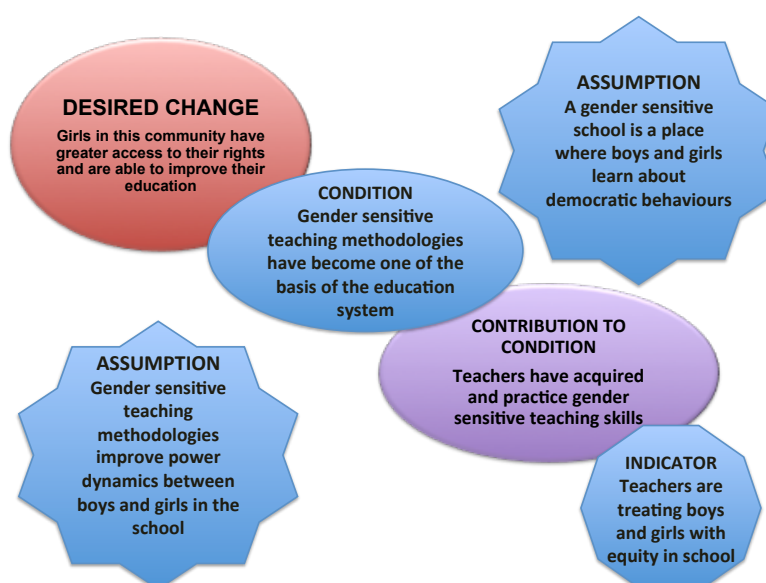 DESIRED CHANGE
Girls in this community have
greater access to their rights
and are able to improve their
education
ASSUMPTION
A gender sensitive
school is a place
where boys and girls
learn about
democratic behaviours
CONDITION
Gender sensitive
teaching methodologies
have become one of the
basis of the education
system
CONTRIBUTION TO
CONDITION
Teachers have acquired
and practice gender
sensitive teaching skills
ASSUMPTION
Gender sensitive
teaching
methodologies
improve power
dynamics between
boys and girls in the
school
INDICATOR
Teachers are
treating boys
and girls with
equity in school